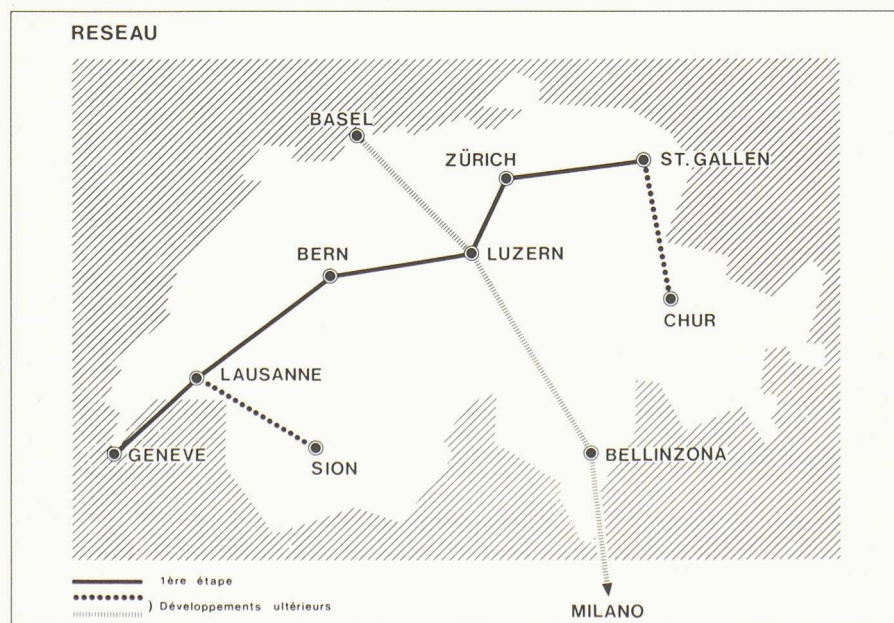 RESEAU
BASEL
ZÜRICH
ST. GALLEN
BERN
LUZERN
CHUR
LAUSANNE
GENEVE
SION
BELLINZONA
1ère étape
) Développements ultérieurs
MILANO